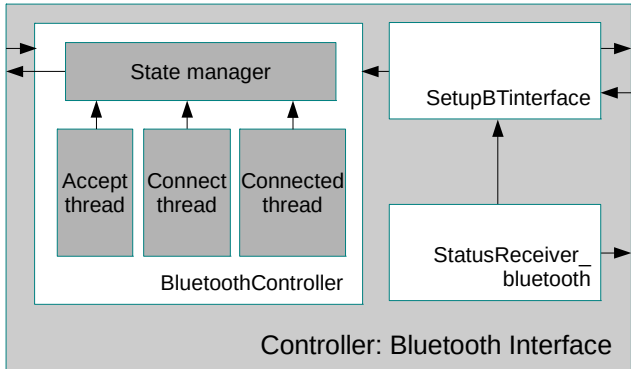 State manager
SetupBTinterface
Accept
thread
Connect
thread
Connected
thread
BluetoothController
StatusReceiver_
bluetooth
Controller: Bluetooth Interface